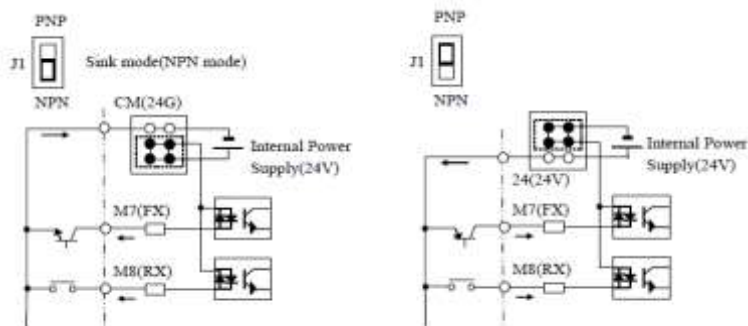 PNP
J1
Sink mode(NPN mode)
NPN
CM(24G)
Internal Power
Supply(24V)
M7(FX)
M8(RX)
PNP
J1
NPN
Internal Power
Supply(24V)
24(24V)
M7(FX)
M8(RX)